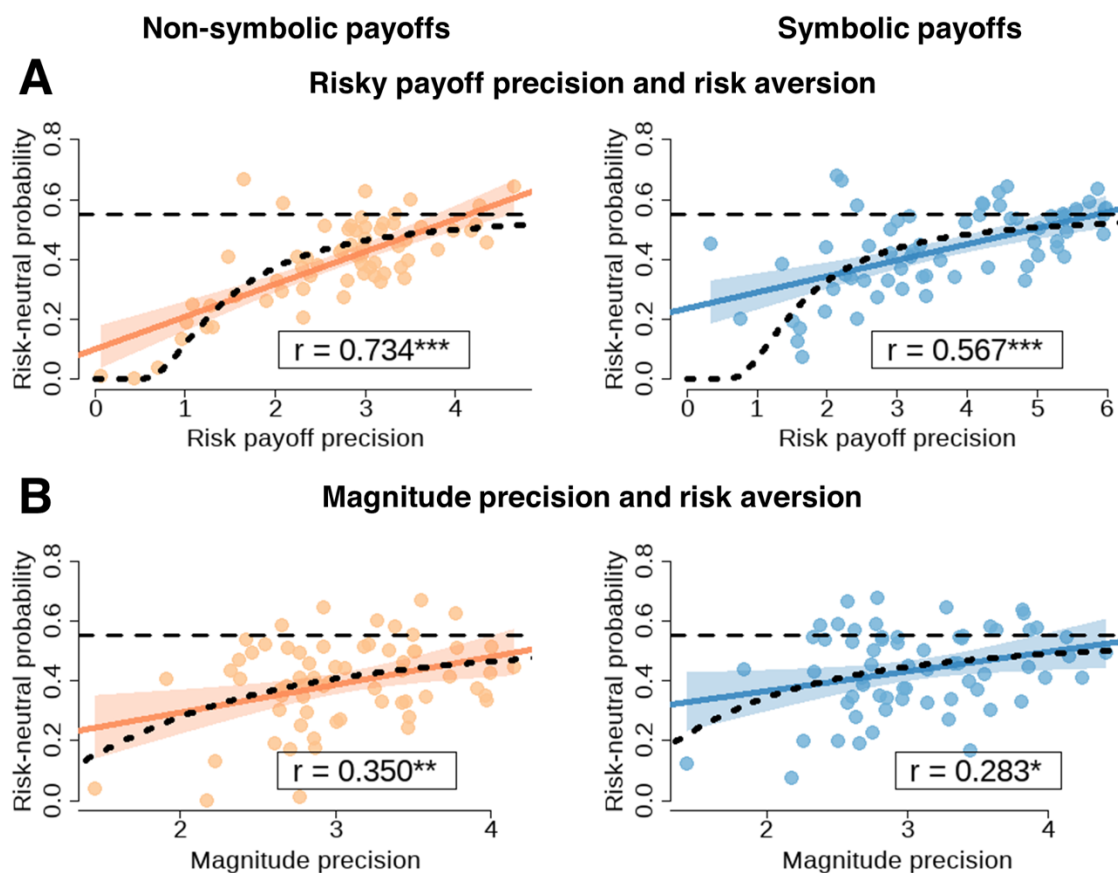 Non-symbolic payoffs
Symbolic payoffs
A
Risky payoff precision and risk aversion
Risk-neutral probability
0.8
0.6
0.4
0.2
0.0
r = 0.734***
0 1 2 3 4
Risk payoff precision
Risk-neutral probability
0.8
0.6
0.4
0.2
0.0
r = 0.567***
0 1 2 3 4 5 6
Risk payoff precision
B
Magnitude precision and risk aversion
Risk-neutral probability
0.8
0.6
0.4
0.2
0.0
r = 0.350**
2 3 4
Magnitude precision
Risk-neutral probability
0.8
0.6
0.4
0.2
0.0
r = 0.283*
2 3 4
Magnitude precision